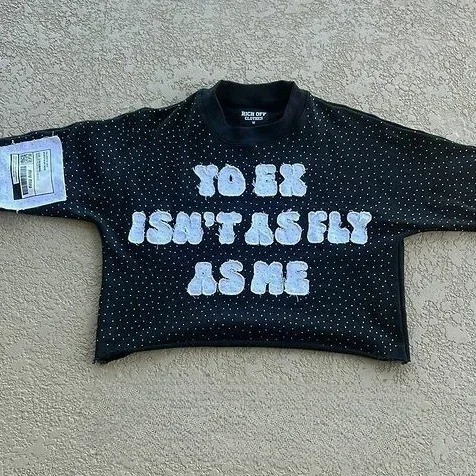 RICH OFF
CLOTHES
YO EX
ISN'T AS FLY
AS ME